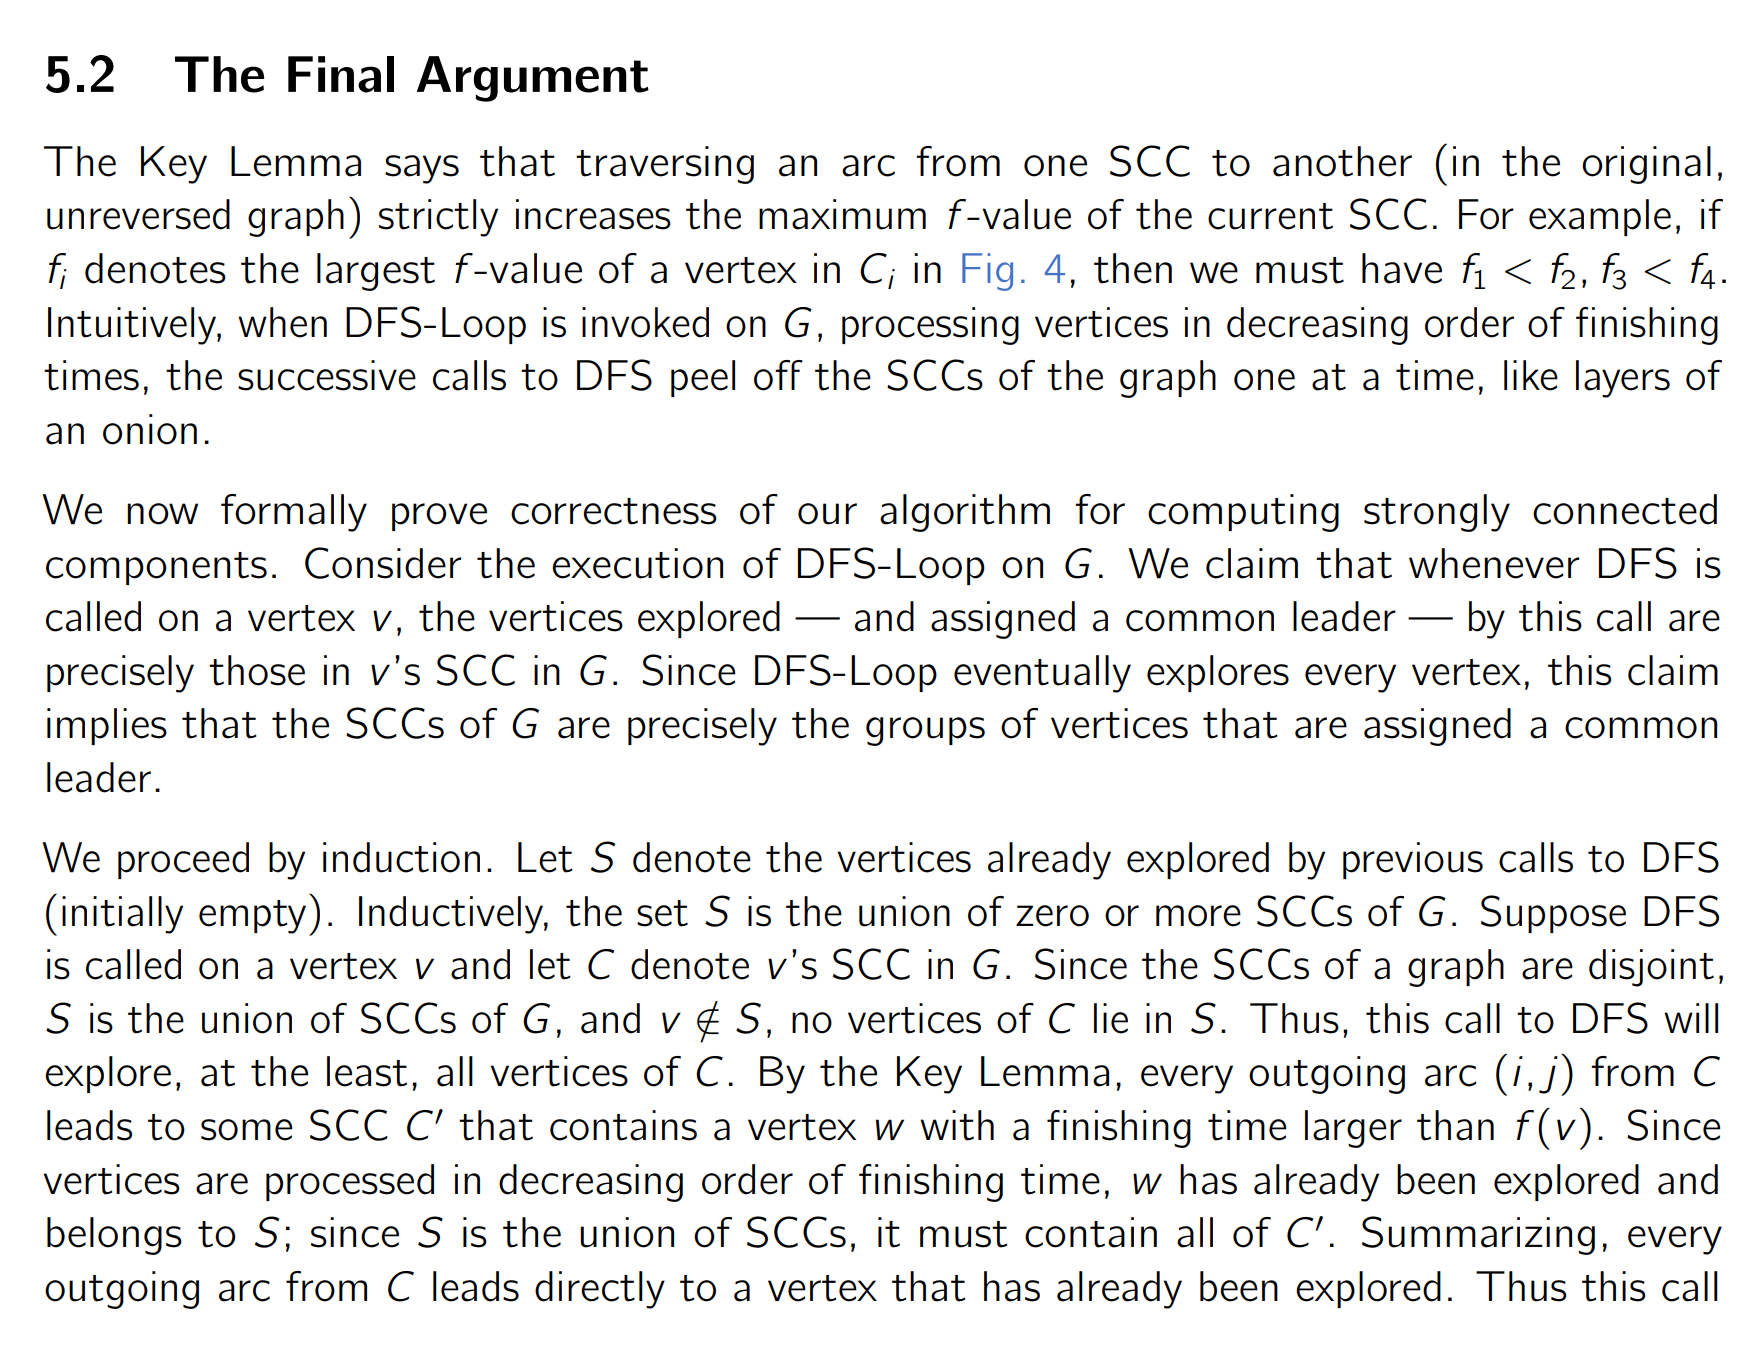 5.2 The Final Argument
The Key Lemma says that traversing an arc from one SCC to another (in the original,
unreversed graph) strictly increases the maximum f-value of the current SCC. For example, if
fᵢ denotes the largest f-value of a vertex in Cᵢ in Fig. 4, then we must have f₁ < f₂, f₃ < f₄.
Intuitively, when DFS-Loop is invoked on G, processing vertices in decreasing order of finishing
times, the successive calls to DFS peel off the SCCs of the graph one at a time, like layers of
an onion.
We now formally prove correctness of our algorithm for computing strongly connected
components. Consider the execution of DFS-Loop on G. We claim that whenever DFS is
called on a vertex v, the vertices explored — and assigned a common leader — by this call are
precisely those in v's SCC in G. Since DFS-Loop eventually explores every vertex, this claim
implies that the SCCs of G are precisely the groups of vertices that are assigned a common
leader.
We proceed by induction. Let S denote the vertices already explored by previous calls to DFS
(initially empty). Inductively, the set S is the union of zero or more SCCs of G. Suppose DFS
is called on a vertex v and let C denote v's SCC in G. Since the SCCs of a graph are disjoint,
S is the union of SCCs of G, and v ∉ S, no vertices of C lie in S. Thus, this call to DFS will
explore, at the least, all vertices of C. By the Key Lemma, every outgoing arc (i, j) from C
leads to some SCC C′ that contains a vertex w with a finishing time larger than f(v). Since
vertices are processed in decreasing order of finishing time, w has already been explored and
belongs to S; since S is the union of SCCs, it must contain all of C′. Summarizing, every
outgoing arc from C leads directly to a vertex that has already been explored. Thus this call